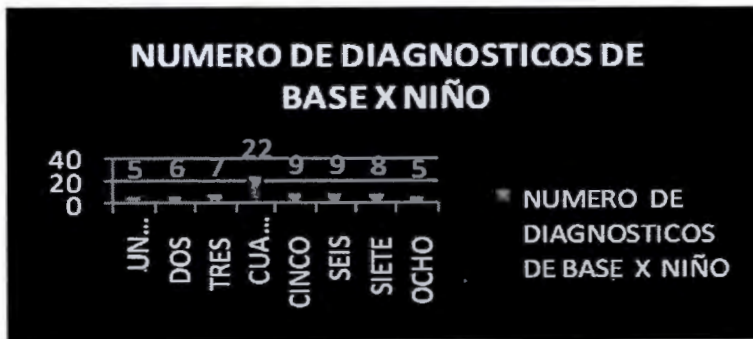 NUMERO DE DIAGNOSTICOS DE
BASE X NIÑO
40
20
0
5 6 7 22 9 9 8 5
UN...
DOS
TRES
CUA...
CINCO
SEIS
SIETE
OCHO
NUMERO DE
DIAGNOSTICOS
DE BASE X NIÑO